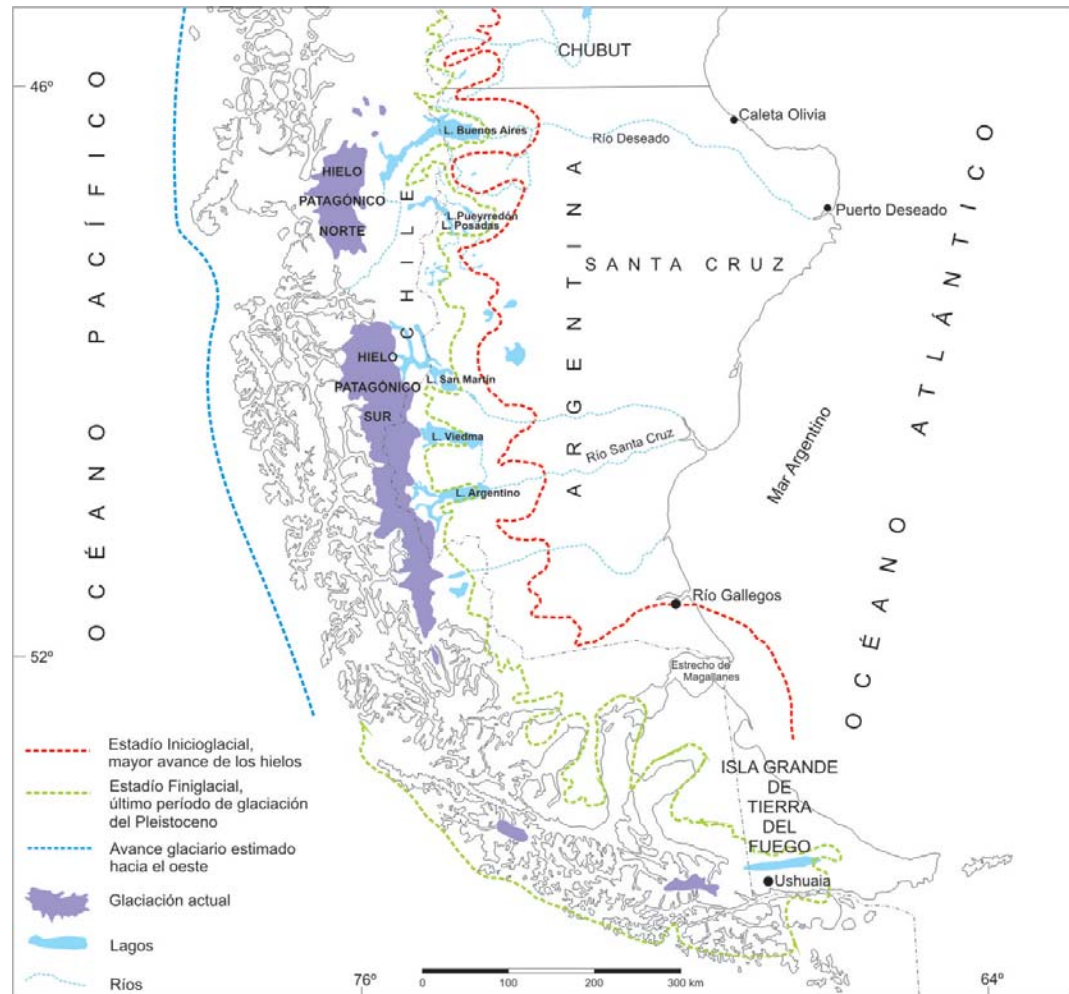 CHUBUT
46º
Caleta Olivia
L. Buenos Aires
Río Deseado
HIELO
PATAGÓNICO
NORTE
L.Pueyrredón
L. Posadas
Puerto Deseado
SANTA CRUZ
OCÉANO PACÍFICO
CHILE
ARGENTINA
OCÉANO ATLÁNTICO
HIELO
PATAGÓNICO
SUR
L. San Martín
L. Viedma
Río Santa Cruz
Mar Argentino
L. Argentino
Río Gallegos
52º
Estrecho de
Magallanes
Estadío Inicioglacial,
mayor avance de los hielos
Estadío Finiglacial,
último período de glaciación
del Pleistoceno
Avance glaciario estimado
hacia el oeste
Glaciación actual
Lagos
Ríos
ISLA GRANDE
DE
TIERRA
DEL
FUEGO
Ushuaia
76º
0 100 200 300 km
64º